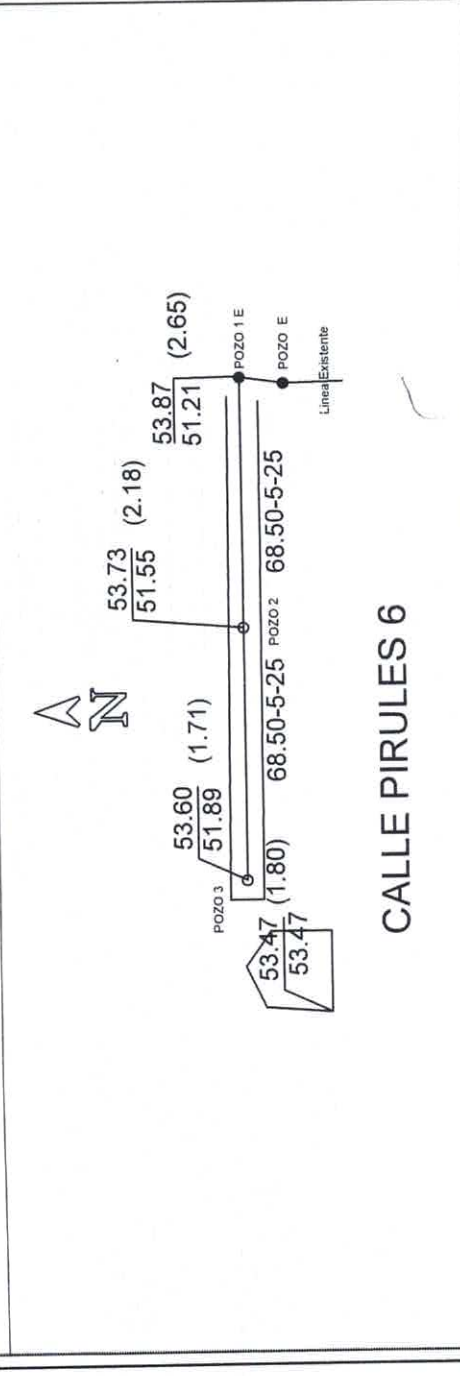 N
53.87
51.21
(2.65)
POZO 1 E
POZO E
Linea Existente
53.73
51.55
(2.18)
POZO 2
68.50-5-25
53.60
51.89
(1.71)
POZO 3
68.50-5-25
53.47
53.47
(1.80)
CALLE PIRULES 6